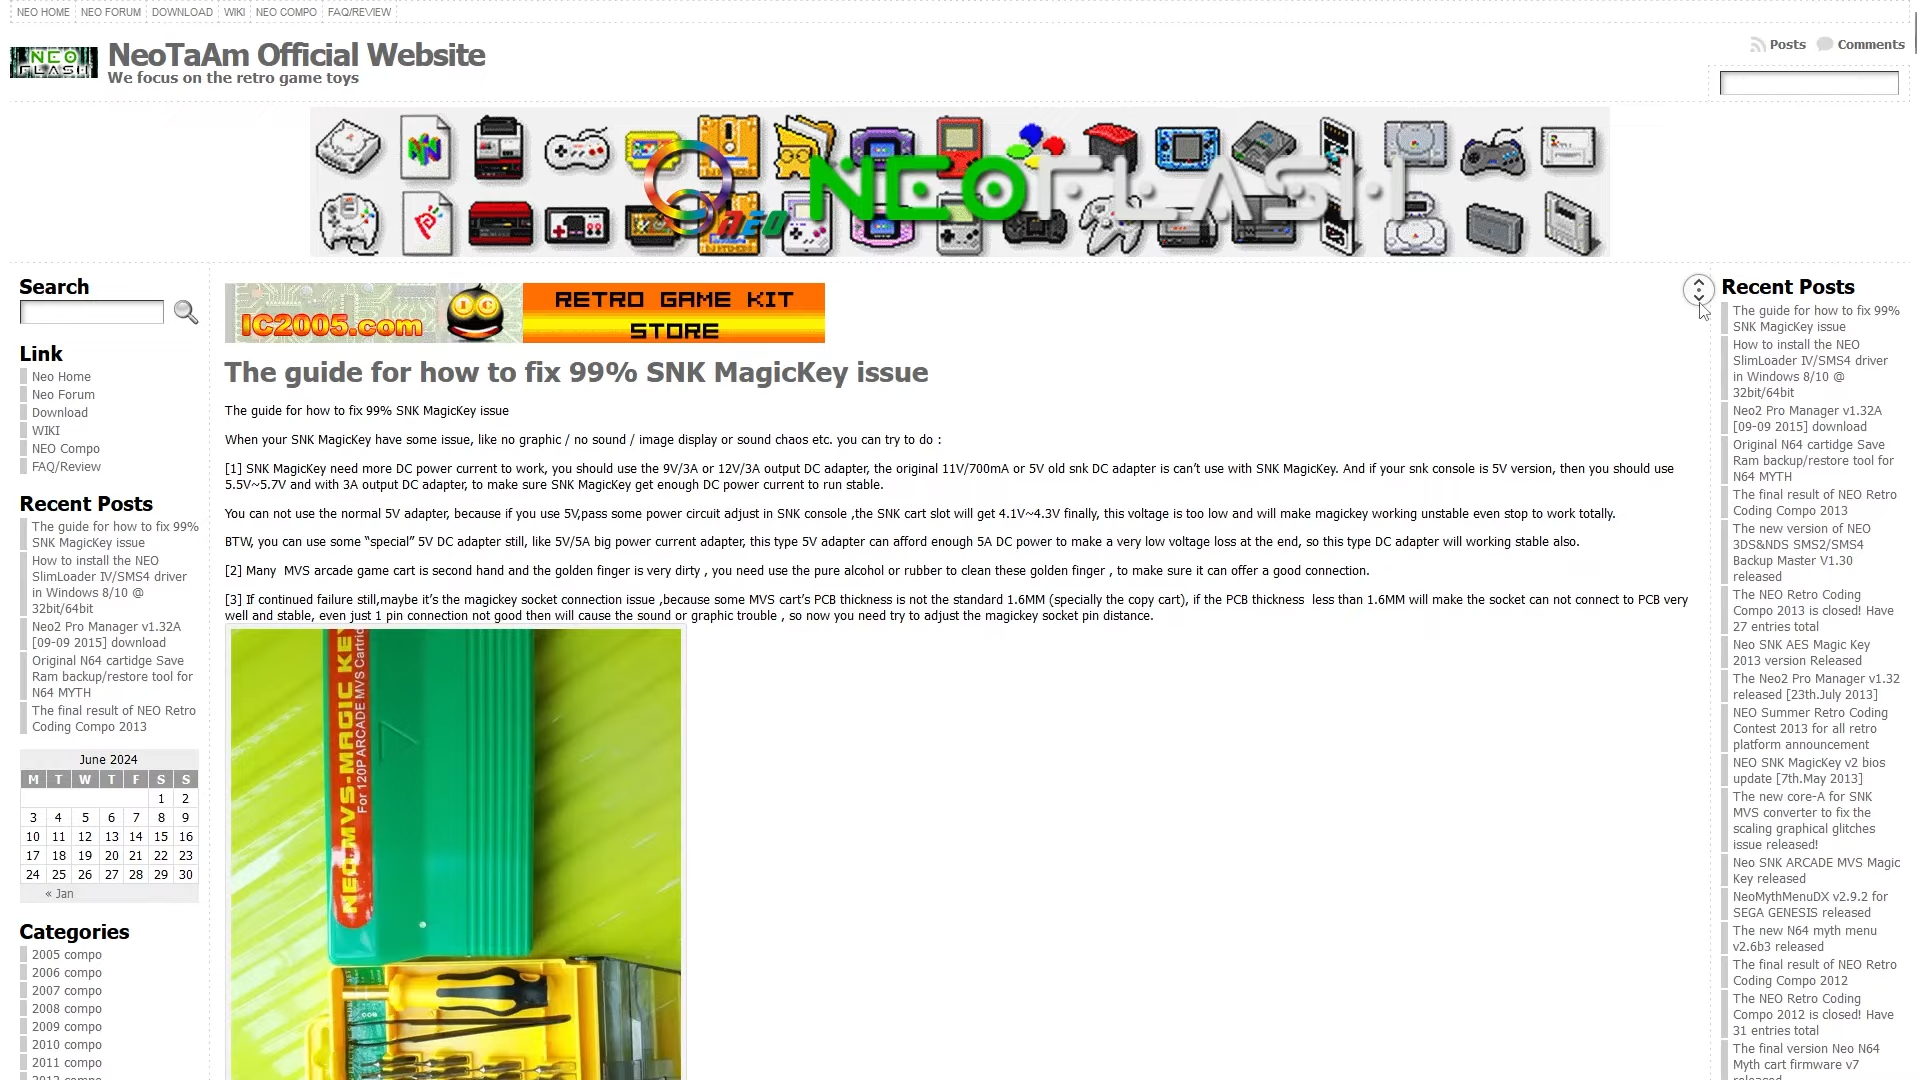 NEO HOME
NEO FORUM
DOWNLOAD
WIKI
NEO COMPO
FAQ/REVIEW
NEO
FLASH
NeoTaAm Official Website
We focus on the retro game toys
Posts
Comments
NEO
NEOFLASH
Search
Link
Neo Home
Neo Forum
Download
WIKI
NEO Compo
FAQ/Review
Recent Posts
The guide for how to fix 99%
SNK MagicKey issue
How to install the NEO
SlimLoader IV/SMS4 driver
in Windows 8/10 @
32bit/64bit
Neo2 Pro Manager v1.32A
[09-09 2015] download
Original N64 cartidge Save
Ram backup/restore tool for
N64 MYTH
The final result of NEO Retro
Coding Compo 2013
June 2024
M T W T F S S
1 2
3 4 5 6 7 8 9
10 11 12 13 14 15 16
17 18 19 20 21 22 23
24 25 26 27 28 29 30
« Jan
Categories
2005 compo
2006 compo
2007 compo
2008 compo
2009 compo
2010 compo
2011 compo
2012 compo
IC2005.com
IC
RETRO GAME KIT
STORE
The guide for how to fix 99% SNK MagicKey issue
The guide for how to fix 99% SNK MagicKey issue
When your SNK MagicKey have some issue, like no graphic / no sound / image display or sound chaos etc. you can try to do :
[1] SNK MagicKey need more DC power current to work, you should use the 9V/3A or 12V/3A output DC adapter, the original 11V/700mA or 5V old snk DC adapter is can’t use with SNK MagicKey. And if your snk console is 5V version, then you should use
5.5V~5.7V and with 3A output DC adapter, to make sure SNK MagicKey get enough DC power current to run stable.
You can not use the normal 5V adapter, because if you use 5V,pass some power circuit adjust in SNK console ,the SNK cart slot will get 4.1V~4.3V finally, this voltage is too low and will make magickey working unstable even stop to work totally.
BTW, you can use some “special” 5V DC adapter still, like 5V/5A big power current adapter, this type 5V adapter can afford enough 5A DC power to make a very low voltage loss at the end, so this type DC adapter will working stable also.
[2] Many  MVS arcade game cart is second hand and the golden finger is very dirty , you need use the pure alcohol or rubber to clean these golden finger , to make sure it can offer a good connection.
[3] If continued failure still,maybe it’s the magickey socket connection issue ,because some MVS cart’s PCB thickness is not the standard 1.6MM (specially the copy cart), if the PCB thickness  less than 1.6MM will make the socket can not connect to PCB very
well and stable, even just 1 pin connection not good then will cause the sound or graphic trouble , so now you need try to adjust the magickey socket pin distance.
NEO MVS-MAGIC KE
For 120P ARCADE MVS Cartric
Recent Posts
The guide for how to fix 99%
SNK MagicKey issue
How to install the NEO
SlimLoader IV/SMS4 driver
in Windows 8/10 @
32bit/64bit
Neo2 Pro Manager v1.32A
[09-09 2015] download
Original N64 cartidge Save
Ram backup/restore tool for
N64 MYTH
The final result of NEO Retro
Coding Compo 2013
The new version of NEO
3DS&NDS SMS2/SMS4
Backup Master V1.30
released
The NEO Retro Coding
Compo 2013 is closed! Have
27 entries total
Neo SNK AES Magic Key
2013 version Released
The Neo2 Pro Manager v1.32
released [23th.July 2013]
NEO Summer Retro Coding
Contest 2013 for all retro
platform announcement
NEO SNK MagicKey v2 bios
update [7th.May 2013]
The new core-A for SNK
MVS converter to fix the
scaling graphical glitches
issue released!
Neo SNK ARCADE MVS Magic
Key released
NeoMythMenuDX v2.9.2 for
SEGA GENESIS released
The new N64 myth menu
v2.6b3 released
The final result of NEO Retro
Coding Compo 2012
The NEO Retro Coding
Compo 2012 is closed! Have
31 entries total
The final version Neo N64
Myth cart firmware v7
released